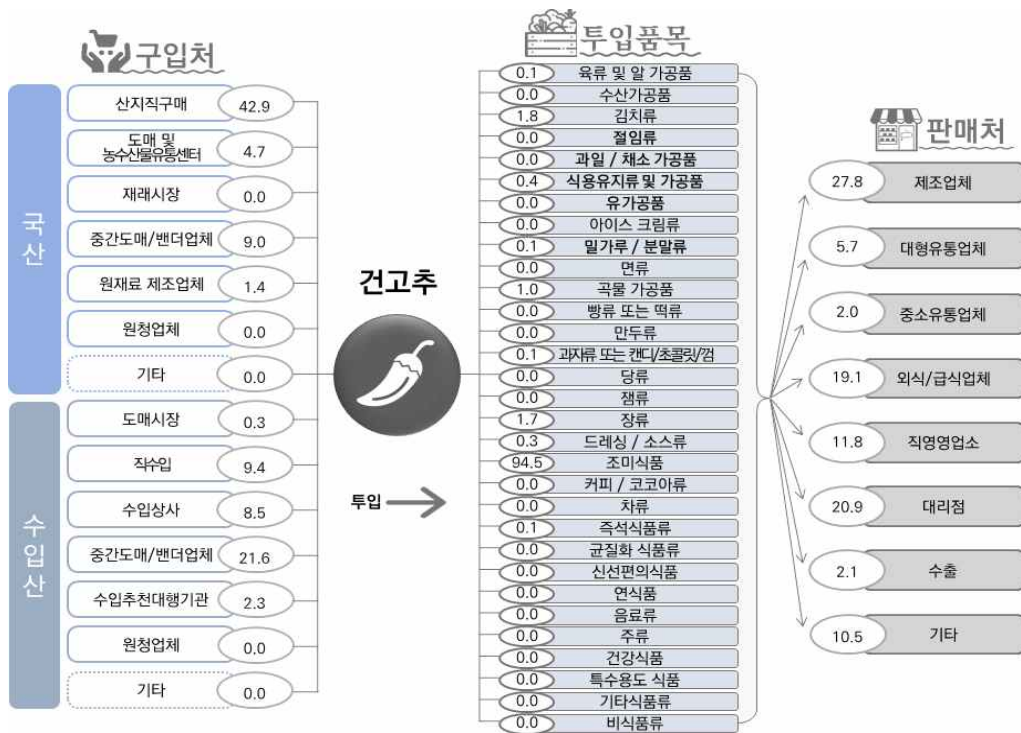 구입처
국산
산지직구매 42.9
도매 및
농수산물유통센터 4.7
재래시장 0.0
중간도매/밴더업체 9.0
원재료 제조업체 1.4
원청업체 0.0
기타 0.0
수입산
도매시장 0.3
직수입 9.4
수입상사 8.5
중간도매/밴더업체 21.6
수입추천대행기관 2.3
원청업체 0.0
기타 0.0
건고추
투입
투입품목
0.1 육류 및 알 가공품
0.0 수산가공품
1.8 김치류
0.0 절임류
0.0 과일 / 채소 가공품
0.4 식용유지류 및 가공품
0.0 유가공품
0.0 아이스 크림류
0.1 밀가루 / 분말류
0.0 면류
1.0 곡물 가공품
0.0 빵류 또는 떡류
0.0 만두류
0.1 과자류 또는 캔디/초콜릿/껌
0.0 당류
0.0 잼류
1.7 장류
0.3 드레싱 / 소스류
94.5 조미식품
0.0 커피 / 코코아류
0.0 차류
0.1 즉석식품류
0.0 균질화 식품류
0.0 신선편의식품
0.0 연식품
0.0 음료류
0.0 주류
0.0 건강식품
0.0 특수용도 식품
0.0 기타식품류
0.0 비식품류
판매처
27.8 제조업체
5.7 대형유통업체
2.0 중소유통업체
19.1 외식/급식업체
11.8 직영영업소
20.9 대리점
2.1 수출
10.5 기타